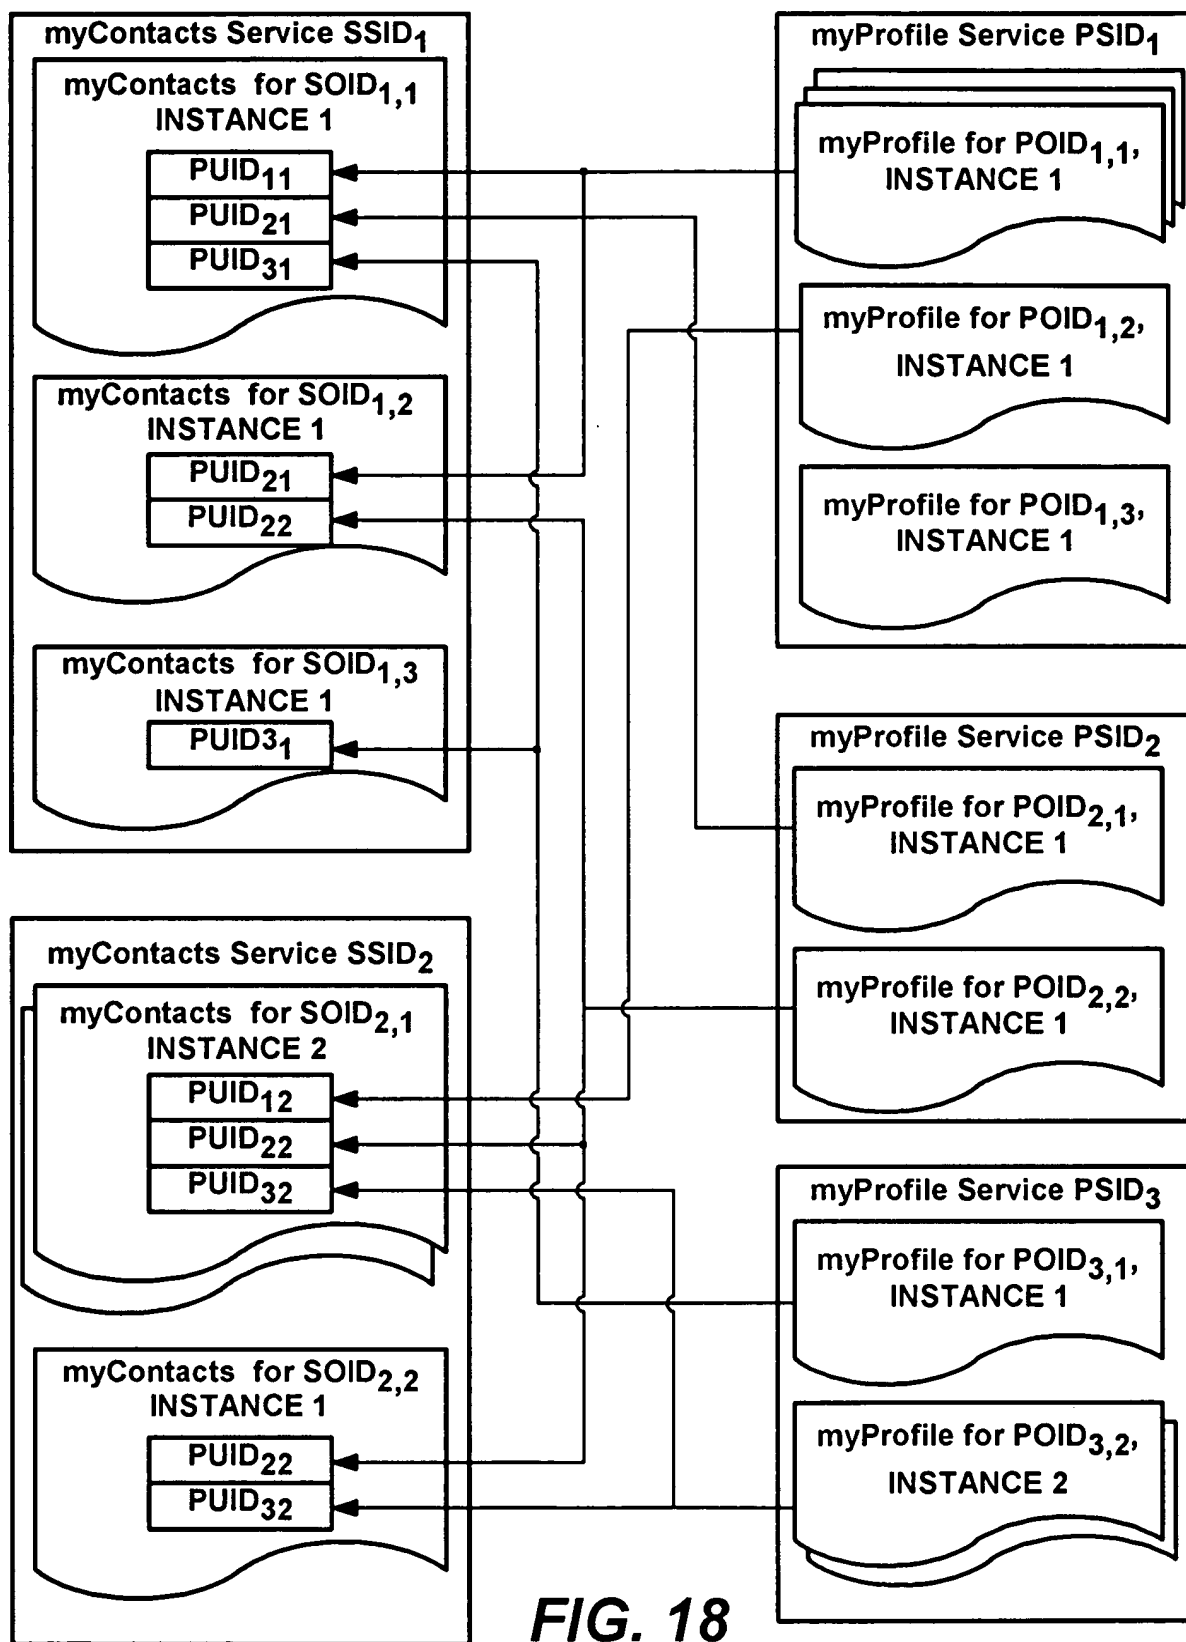 myContacts Service SSID₁
myContacts for SOID₁,₁
INSTANCE 1
PUID₁₁
PUID₂₁
PUID₃₁
myContacts for SOID₁,₂
INSTANCE 1
PUID₂₁
PUID₂₂
myContacts for SOID₁,₃
INSTANCE 1
PUID3₁
myContacts Service SSID₂
myContacts for SOID₂,₁
INSTANCE 2
PUID₁₂
PUID₂₂
PUID₃₂
myContacts for SOID₂,₂
INSTANCE 1
PUID₂₂
PUID₃₂
myProfile Service PSID₁
myProfile for POID₁,₁,
INSTANCE 1
myProfile for POID₁,₂,
INSTANCE 1
myProfile for POID₁,₃,
INSTANCE 1
myProfile Service PSID₂
myProfile for POID₂,₁,
INSTANCE 1
myProfile for POID₂,₂,
INSTANCE 1
myProfile Service PSID₃
myProfile for POID₃,₁,
INSTANCE 1
myProfile for POID₃,₂,
INSTANCE 2
FIG. 18